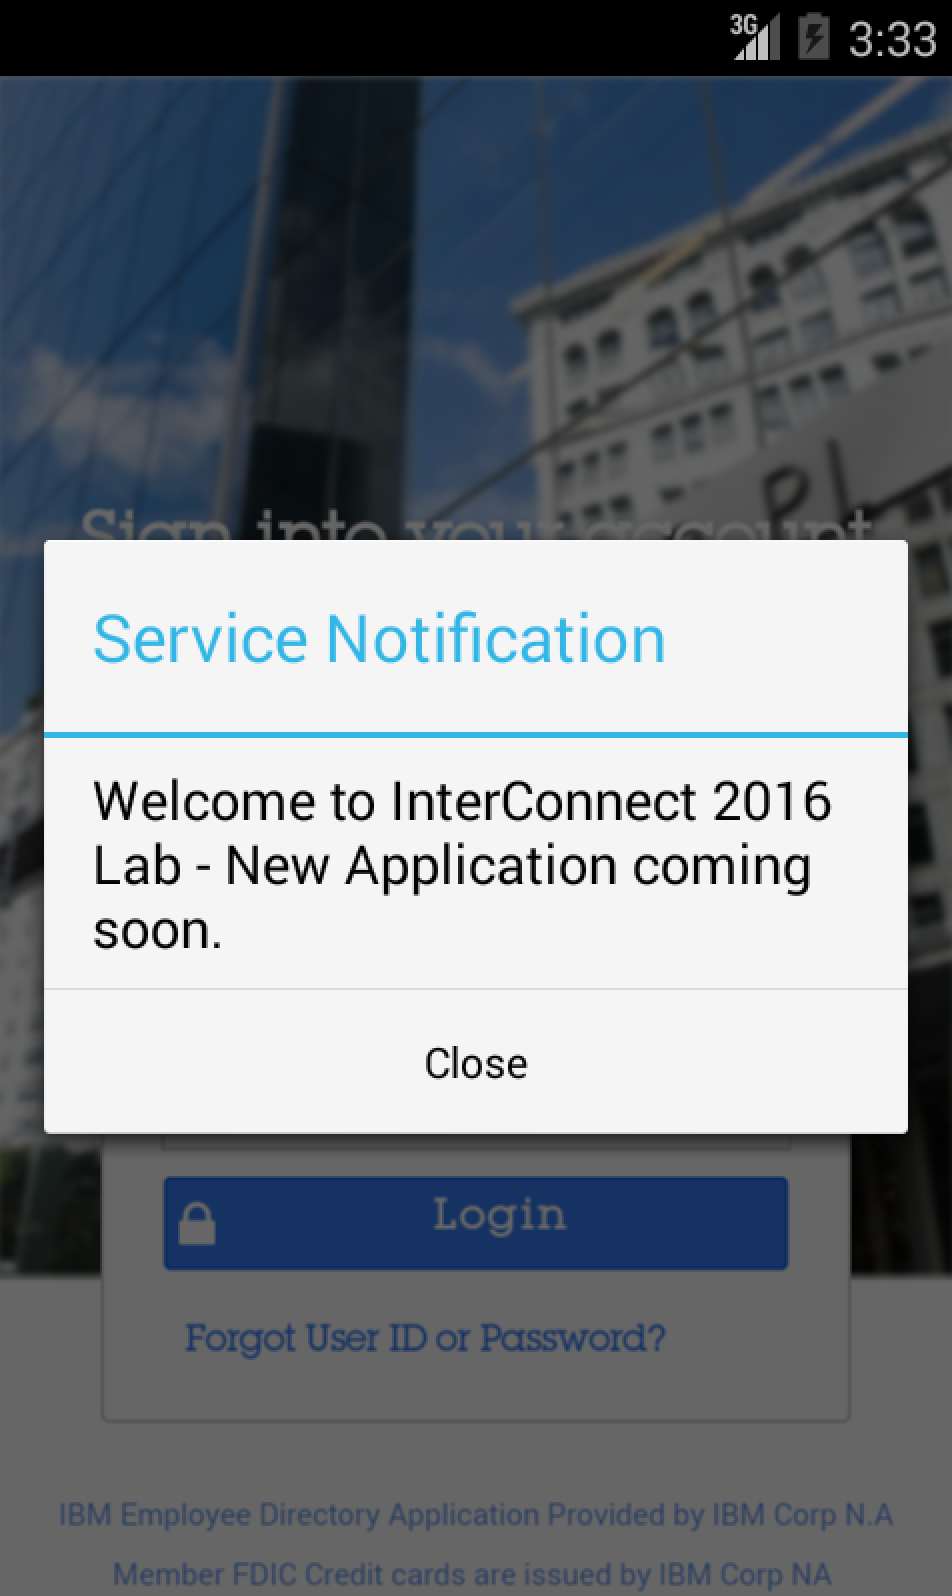 3G 3:33
Sign into your account
Service Notification
Welcome to InterConnect 2016
Lab - New Application coming
soon.
Close
Login
Forgot User ID or Password?
IBM Employee Directory Application Provided by IBM Corp N.A
Member FDIC Credit cards are issued by IBM Corp NA